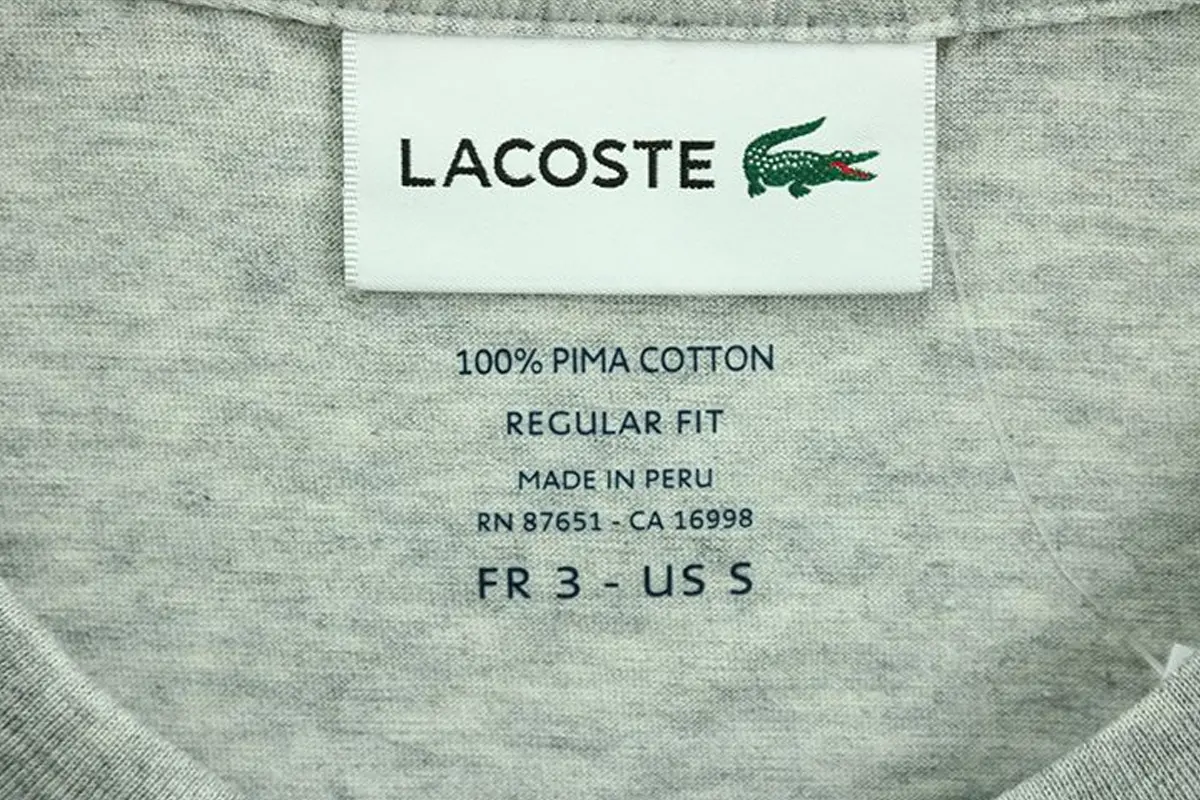 LACOSTE
100% PIMA COTTON
REGULAR FIT
MADE IN PERU
RN 87651 - CA 16998
FR 3 - US S